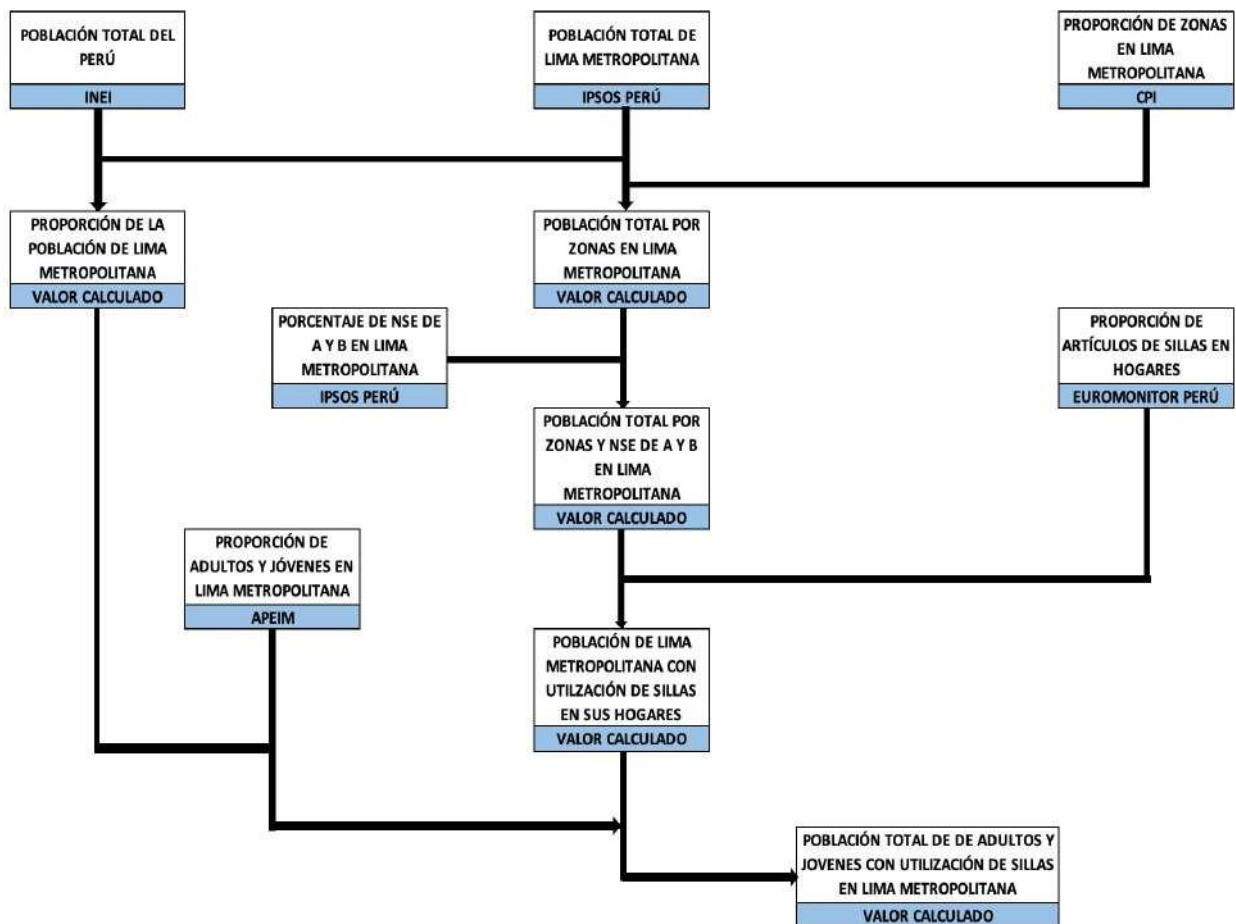 POBLACIÓN TOTAL DEL
PERÚ
INEI
POBLACIÓN TOTAL DE
LIMA METROPOLITANA
IPSOS PERÚ
PROPORCIÓN DE ZONAS
EN LIMA
METROPOLITANA
CPI
PROPORCIÓN DE LA
POBLACIÓN DE LIMA
METROPOLITANA
VALOR CALCULADO
POBLACIÓN TOTAL POR
ZONAS EN LIMA
METROPOLITANA
VALOR CALCULADO
PORCENTAJE DE NSE DE
A Y B EN LIMA
METROPOLITANA
IPSOS PERÚ
PROPORCIÓN DE
ARTÍCULOS DE SILLAS EN
HOGARES
EUROMONITOR PERÚ
POBLACIÓN TOTAL POR
ZONAS Y NSE DE A Y B
EN LIMA
METROPOLITANA
VALOR CALCULADO
PROPORCIÓN DE
ADULTOS Y JÓVENES EN
LIMA METROPOLITANA
APEIM
POBLACIÓN DE LIMA
METROPOLITANA CON
UTILZACIÓN DE SILLAS
EN SUS HOGARES
VALOR CALCULADO
POBLACIÓN TOTAL DE DE ADULTOS Y
JOVENES CON UTILIZACIÓN DE SILLAS
EN LIMA METROPOLITANA
VALOR CALCULADO